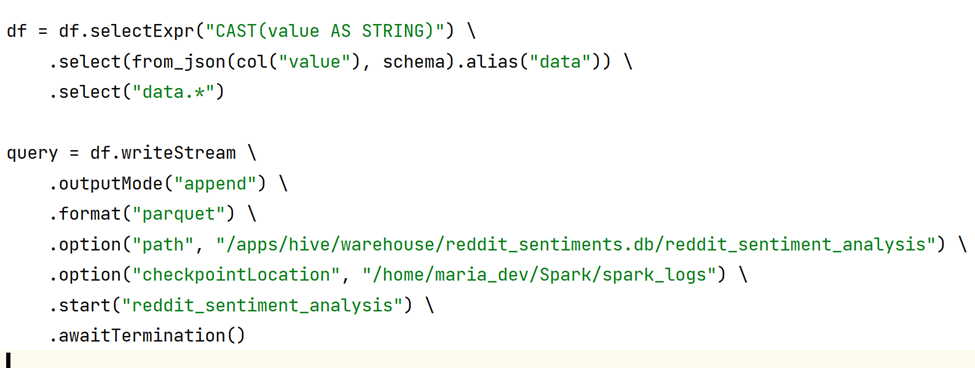 df = df.selectExpr("CAST(value AS STRING)") \
    .select(from_json(col("value"), schema).alias("data")) \
    .select("data.*")

query = df.writeStream \
    .outputMode("append") \
    .format("parquet") \
    .option("path", "/apps/hive/warehouse/reddit_sentiments.db/reddit_sentiment_analysis") \
    .option("checkpointLocation", "/home/maria_dev/Spark/spark_logs") \
    .start("reddit_sentiment_analysis") \
    .awaitTermination()